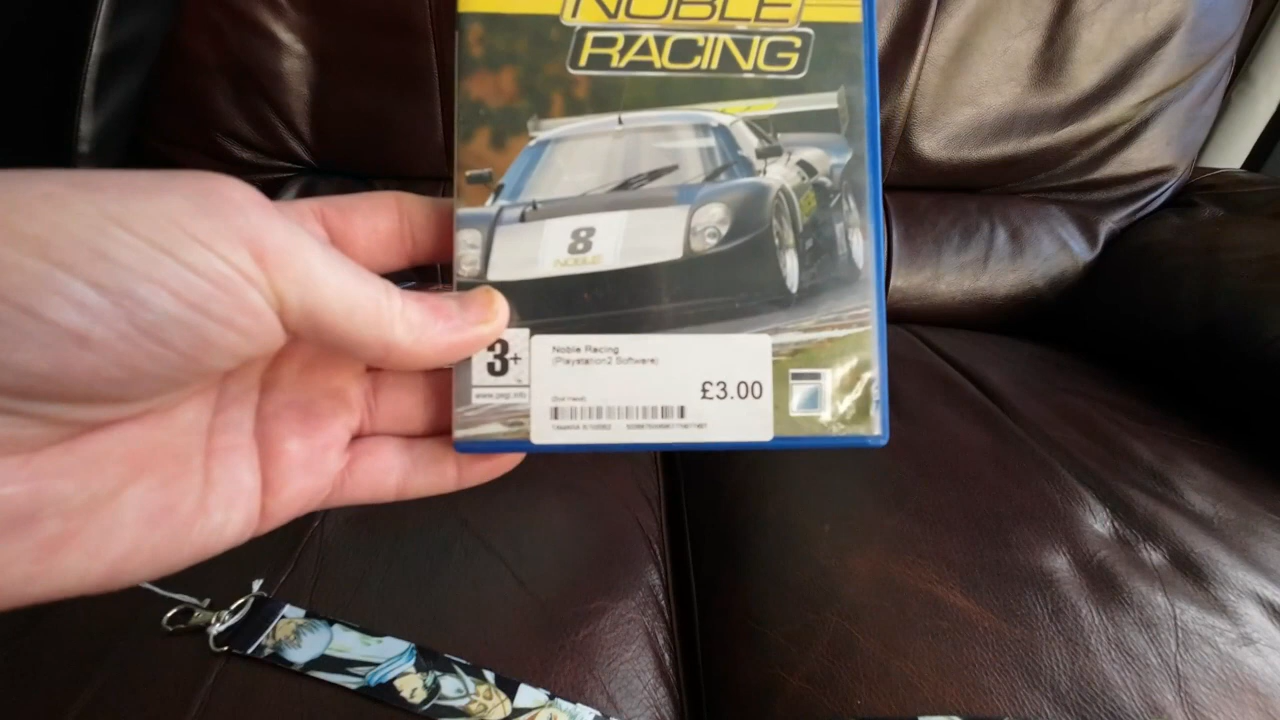 NOBLE
RACING
8
NOBLE
3+
www.pegi.info
Noble Racing
(Playstation2 Software)
£3.00